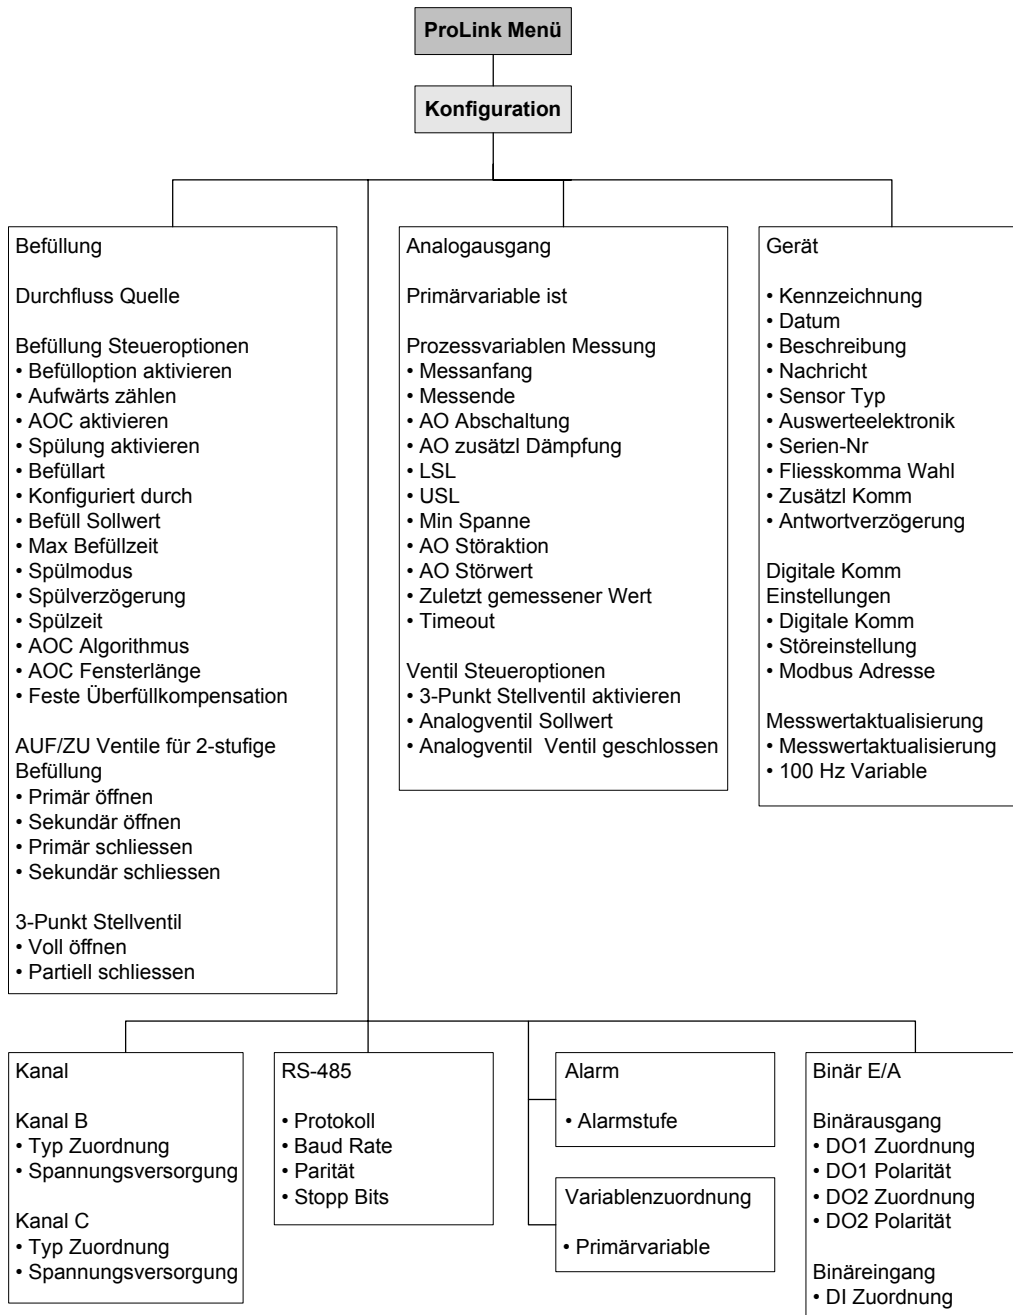 ProLink Menü
Konfiguration
Befüllung
Durchfluss Quelle
Befüllung Steueroptionen
• Befülloption aktivieren
• Aufwärts zählen
• AOC aktivieren
• Spülung aktivieren
• Befüllart
• Konfiguriert durch
• Befüll Sollwert
• Max Befüllzeit
• Spülmodus
• Spülverzögerung
• Spülzeit
• AOC Algorithmus
• AOC Fensterlänge
• Feste Überfüllkompensation
AUF/ZU Ventile für 2-stufige
Befüllung
• Primär öffnen
• Sekundär öffnen
• Primär schliessen
• Sekundär schliessen
3-Punkt Stellventil
• Voll öffnen
• Partiell schliessen
Analogausgang
Primärvariable ist
Prozessvariablen Messung
• Messanfang
• Messende
• AO Abschaltung
• AO zusätzl Dämpfung
• LSL
• USL
• Min Spanne
• AO Störaktion
• AO Störwert
• Zuletzt gemessener Wert
• Timeout
Ventil Steueroptionen
• 3-Punkt Stellventil aktivieren
• Analogventil Sollwert
• Analogventil Ventil geschlossen
Gerät
• Kennzeichnung
• Datum
• Beschreibung
• Nachricht
• Sensor Typ
• Auswerteelektronik
• Serien-Nr
• Fliesskomma Wahl
• Zusätzl Komm
• Antwortverzögerung
Digitale Komm
Einstellungen
• Digitale Komm
• Störeinstellung
• Modbus Adresse
Messwertaktualisierung
• Messwertaktualisierung
• 100 Hz Variable
Kanal
Kanal B
• Typ Zuordnung
• Spannungsversorgung
Kanal C
• Typ Zuordnung
• Spannungsversorgung
RS-485
• Protokoll
• Baud Rate
• Parität
• Stopp Bits
Alarm
• Alarmstufe
Variablenzuordnung
• Primärvariable
Binär E/A
Binärausgang
• DO1 Zuordnung
• DO1 Polarität
• DO2 Zuordnung
• DO2 Polarität
Binäreingang
• DI Zuordnung